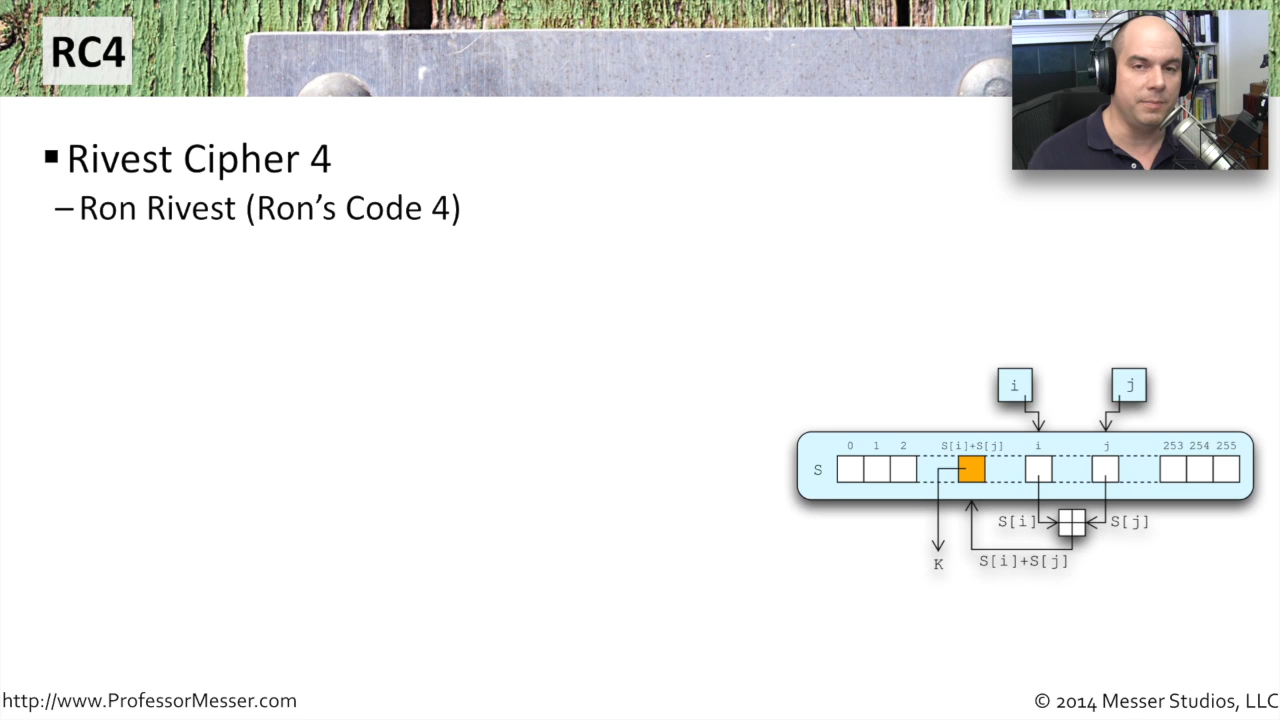 RC4
▪ Rivest Cipher 4
– Ron Rivest (Ron's Code 4)
i j
0 1 2 S[i]+S[j] i j 253 254 255
S
S[i] S[j]
K S[i]+S[j]
http://www.ProfessorMesser.com © 2014 Messer Studios, LLC